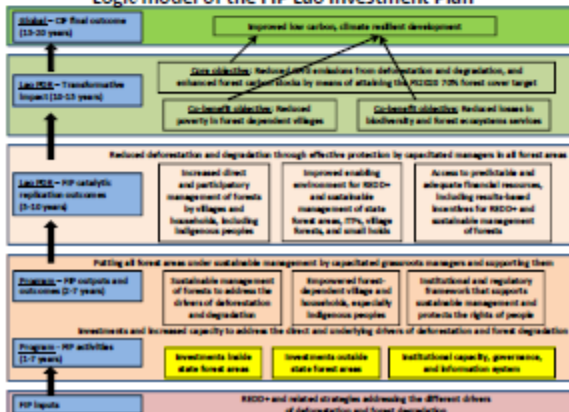 Logic model of the FIP Lao Investment Plan
Global – CIF final outcome
(15-20 years)
Improved low carbon, climate resilient development
Lao PDR – Transformative
impact (10-15 years)
Core objective: Reduced emissions from deforestation and degradation, and
enhanced forest carbon stocks by means of attaining the 70% forest cover target
Co-benefit objective: Reduced
poverty in forest dependent villages
Co-benefit objective: Reduced losses in
biodiversity and forest ecosystems services
Reduced deforestation and degradation through effective protection by capacitated managers in all forest areas
Lao PDR – FIP catalytic
replication outcomes
(5-10 years)
Increased direct
and participatory
management of forests
by villages and
households, including
indigenous peoples
Improved enabling
environment for REDD+
and sustainable
management of state
forest areas, village
forests, and small holds
Access to predictable and
adequate financial resources,
including results-based
incentives for REDD+ and
sustainable management
of forests
Putting all forest areas under sustainable management by capacitated grassroots managers and supporting them
Program – FIP outputs and
outcomes (2-7 years)
Sustainable management
of forests to address the
drivers of deforestation
and degradation
Empowered forest-
dependent village and
households, especially
indigenous peoples
Institutional and regulatory
framework that supports
sustainable management and
protects the rights of people
Investments and increased capacity to address the direct and underlying drivers of deforestation and forest degradation
Program – FIP activities
(1-7 years)
Investments inside
state forest areas
Investments outside
state forest areas
Institutional capacity, governance,
and information system
FIP inputs
REDD+ and related strategies addressing the different drivers
of deforestation and forest degradation